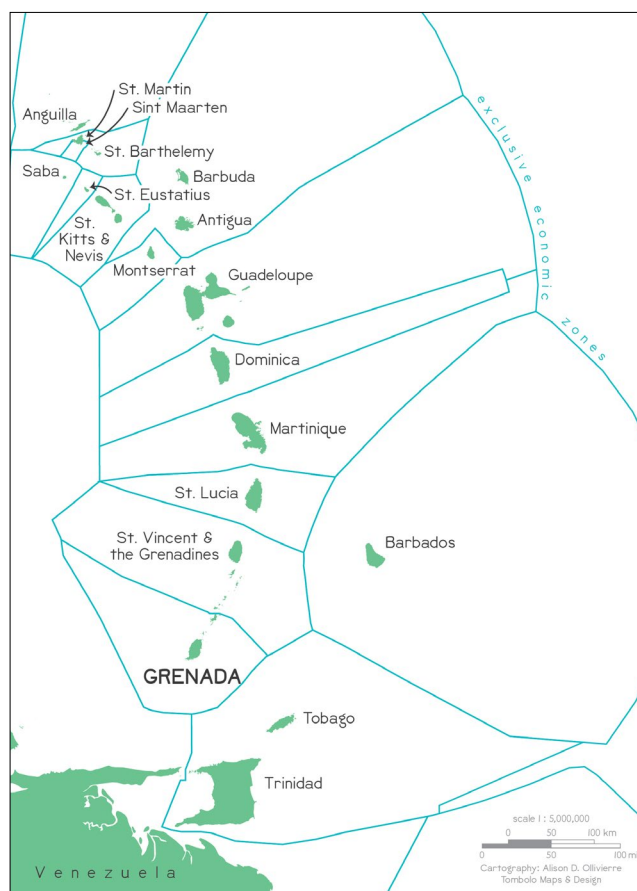 St. Martin
Sint Maarten
Anguilla
St. Barthelemy
Saba
Barbuda
St. Eustatius
Antigua
St.
Kitts &
Nevis
Montserrat
Guadeloupe
exclusive economic zones
Dominica
Martinique
St. Lucia
St. Vincent &
the Grenadines
Barbados
GRENADA
Tobago
Trinidad
Venezuela
scale 1 : 5,000,000
0 50 100 km
0 50 100 mi
Cartography: Alison D. Ollivierre
Tombolo Maps & Design